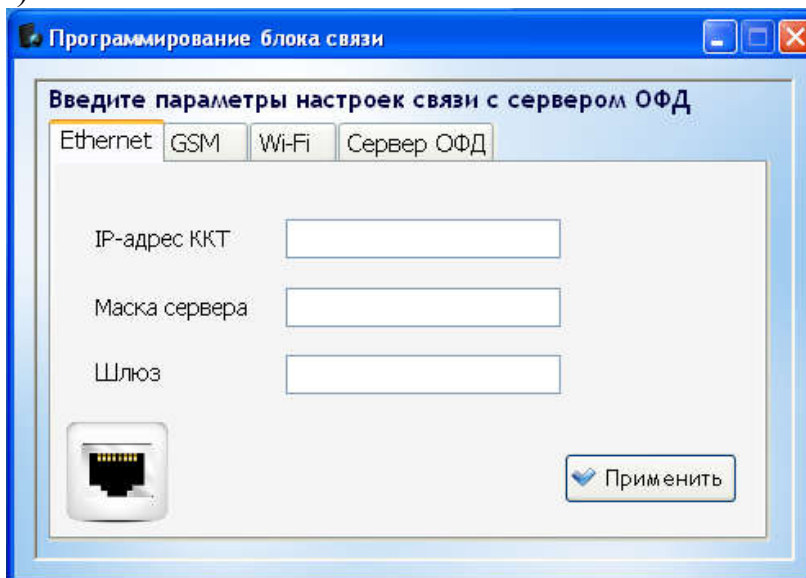 Программирование блока связи
Введите параметры настроек связи с сервером ОФД
Ethernet GSM Wi-Fi Сервер ОФД
IP-адрес ККТ
Маска сервера
Шлюз
Применить